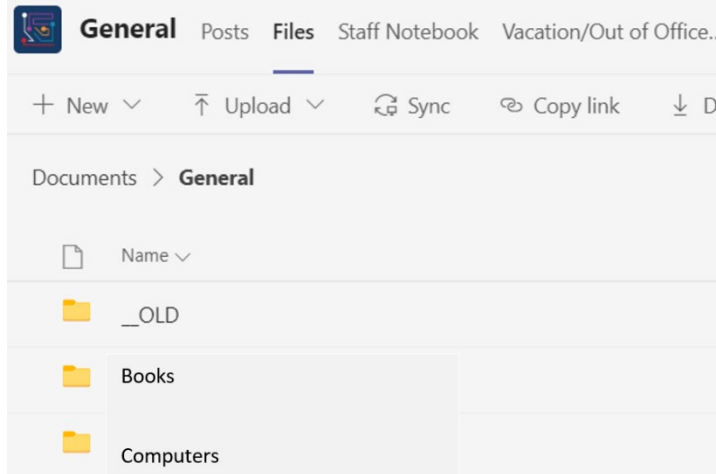 General Posts Files Staff Notebook Vacation/Out of Office..
New Upload Sync Copy link D
Documents > General
Name
__OLD
Books
Computers